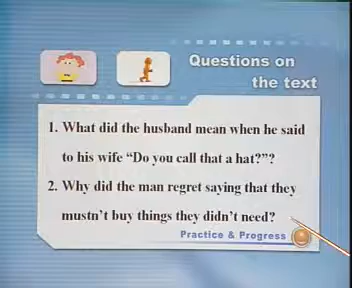 Questions on
the text
1. What did the husband mean when he said
to his wife “Do you call that a hat?”?
2. Why did the man regret saying that they
mustn’t buy things they didn’t need?
Practice & Progress